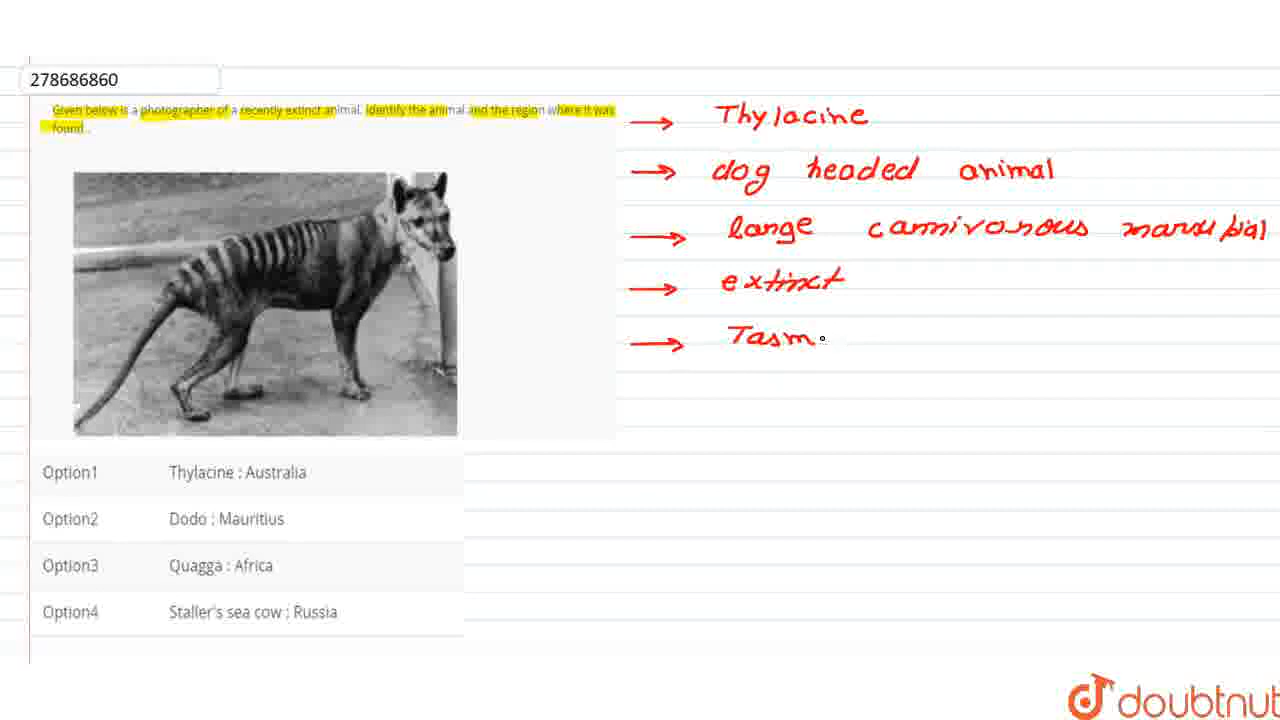 278686860
Given below is a photographer of a recently extinct animal. Identify the animal and the region where it was
found .
→ Thylacine
→ dog headed animal
→ large carnivorous marsupial
→ extinct
→ Tasm
Option1 Thylacine : Australia
Option2 Dodo : Mauritius
Option3 Quagga : Africa
Option4 Staller's sea cow : Russia
doubtnut